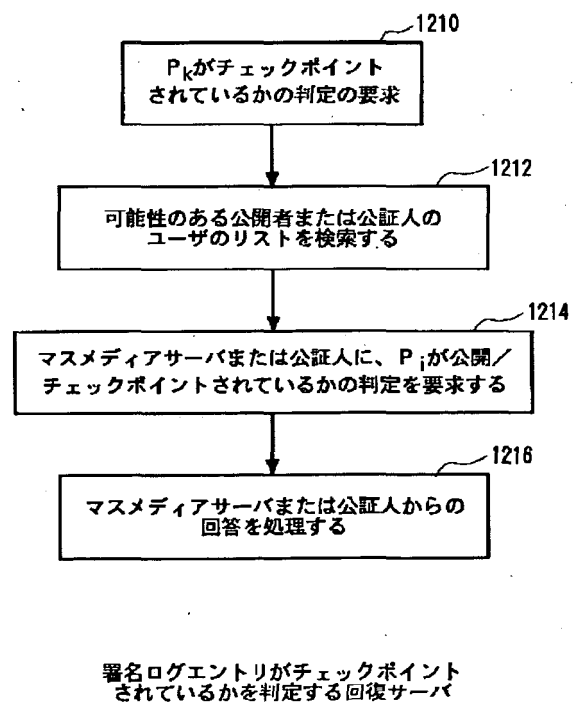 1210
Pkがチェックポイント
されているかの判定の要求
1212
可能性のある公開者または公証人の
ユーザのリストを検索する
1214
マスメディアサーバまたは公証人に、Piが公開/
チェックポイントされているかの判定を要求する
1216
マスメディアサーバまたは公証人からの
回答を処理する
署名ログエントリがチェックポイント
されているかを判定する回復サーバ